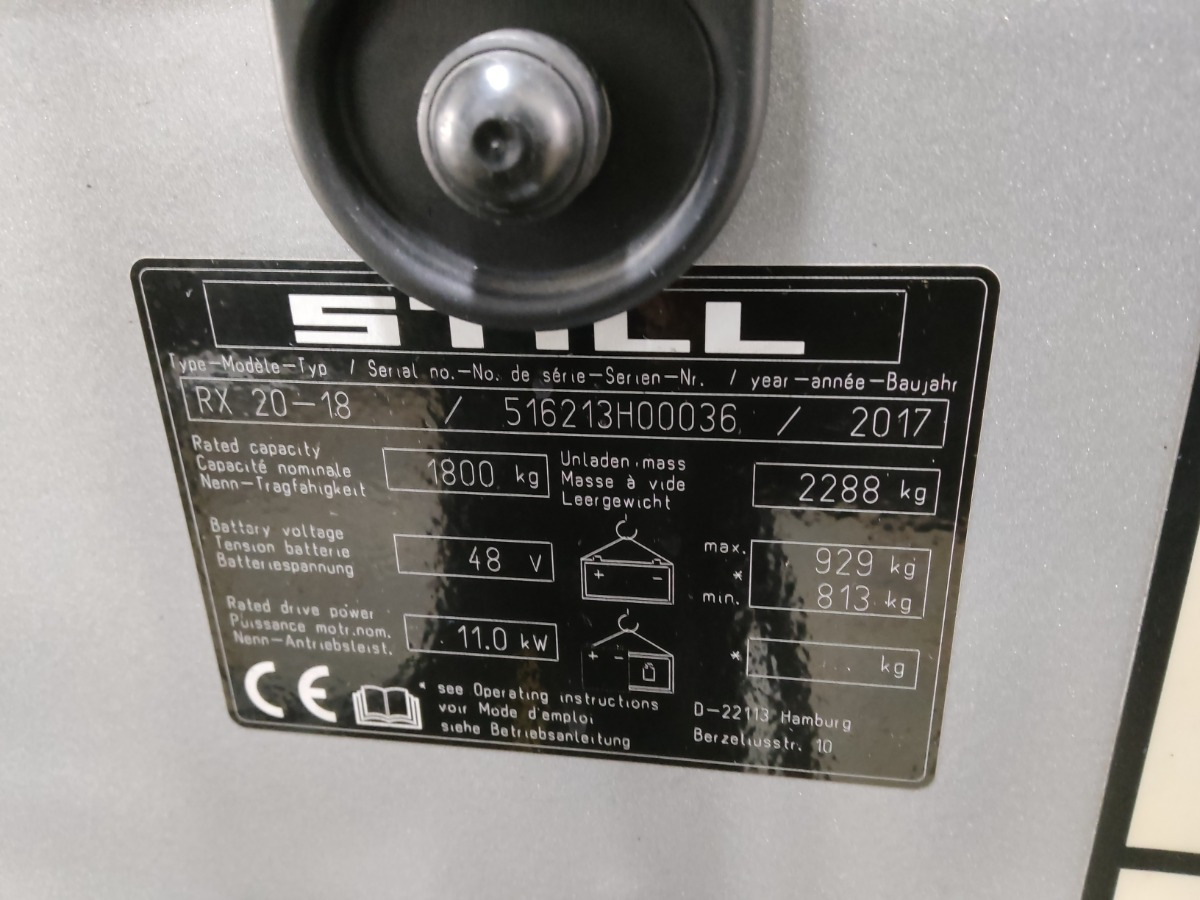 STILL
Type-Modèle-Typ / Serial no.-No. de série-Serien-Nr. / year-année-Baujahr
RX 20-18 / 516213H00036 / 2017
Rated capacity
Capacité nominale
Nenn-Tragfähigkeit
1800 kg
Unladen mass
Masse à vide
Leergewicht
2288 kg
Battery voltage
Tension batterie
Batteriespannung
48 V
+ -
max. 929 kg
*
min. 813 kg
Rated drive power
Puissance motr.nom.
Nenn-Antriebsleist.
11.0 kW
+ -
* kg
CE
* see Operating instructions
voir Mode d'emploi
siehe Betriebsanleitung
D-22113 Hamburg
Berzeliusstr. 10